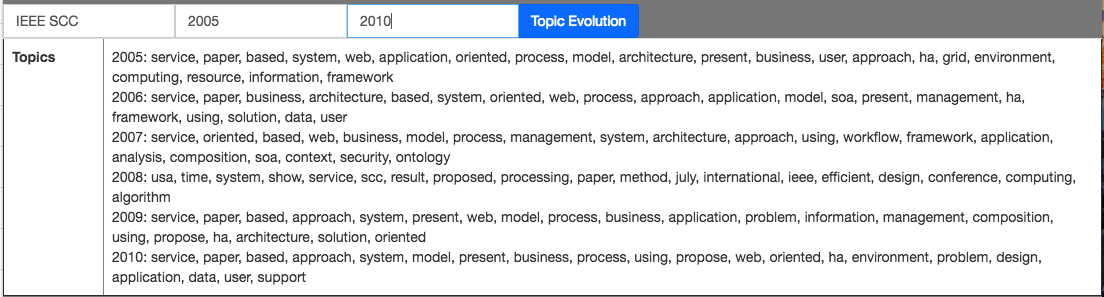 IEEE SCC 2005 2010 Topic Evolution
Topics
2005: service, paper, based, system, web, application, oriented, process, model, architecture, present, business, user, approach, ha, grid, environment,
computing, resource, information, framework
2006: service, paper, business, architecture, based, system, oriented, web, process, approach, application, model, soa, present, management, ha,
framework, using, solution, data, user
2007: service, oriented, based, web, business, model, process, management, system, architecture, approach, using, workflow, framework, application,
analysis, composition, soa, context, security, ontology
2008: usa, time, system, show, service, scc, result, proposed, processing, paper, method, july, international, ieee, efficient, design, conference, computing,
algorithm
2009: service, paper, based, approach, system, present, web, model, process, business, application, problem, information, management, composition,
using, propose, ha, architecture, solution, oriented
2010: service, paper, based, approach, system, model, present, business, process, using, propose, web, oriented, ha, environment, problem, design,
application, data, user, support